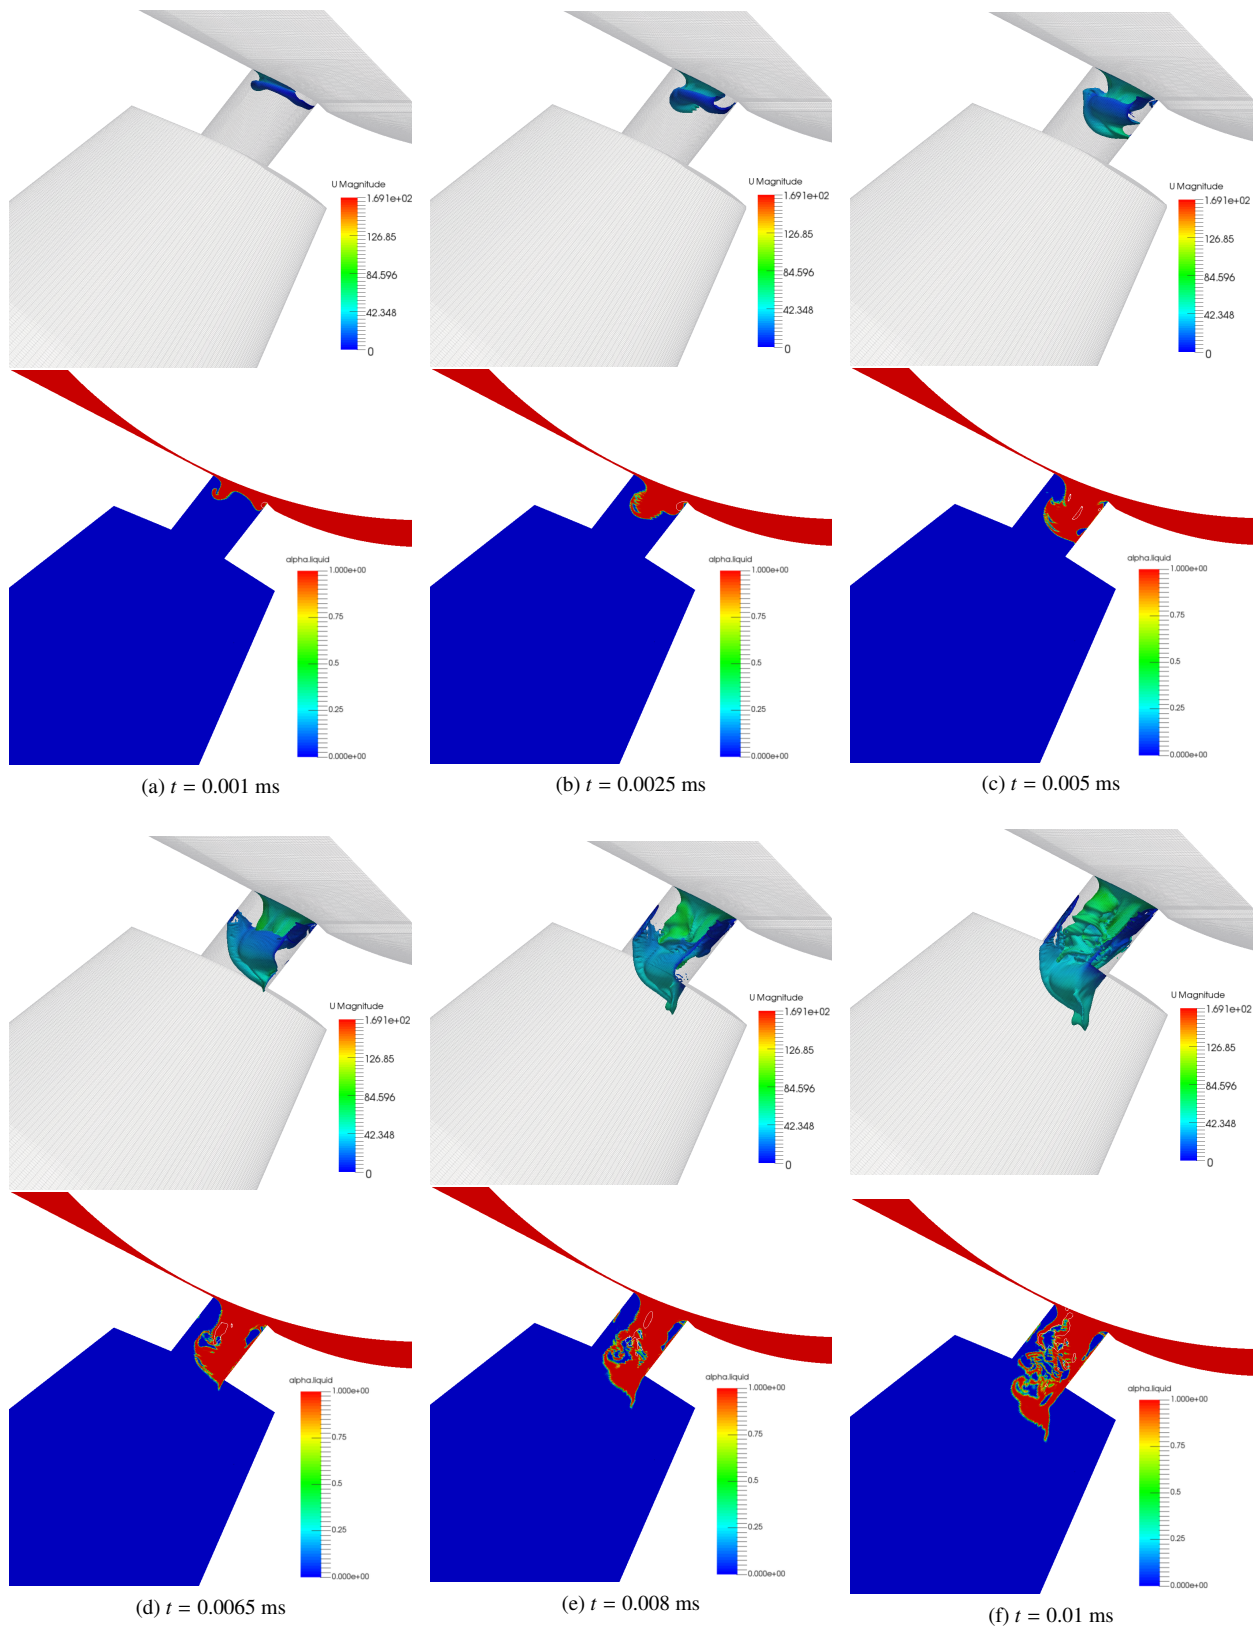 U Magnitude
1.691e+02
126.85
84.596
42.348
0
U Magnitude
1.691e+02
126.85
84.596
42.348
0
U Magnitude
1.691e+02
126.85
84.596
42.348
0
alpha.liquid
1.000e+00
0.75
0.5
0.25
0.000e+00
alpha.liquid
1.000e+00
0.75
0.5
0.25
0.000e+00
alpha.liquid
1.000e+00
0.75
0.5
0.25
0.000e+00
(a) t = 0.001 ms
(b) t = 0.0025 ms
(c) t = 0.005 ms
U Magnitude
1.691e+02
126.85
84.596
42.348
0
U Magnitude
1.691e+02
126.85
84.596
42.348
0
U Magnitude
1.691e+02
126.85
84.596
42.348
0
alpha.liquid
1.000e+00
0.75
0.5
0.25
0.000e+00
alpha.liquid
1.000e+00
0.75
0.5
0.25
0.000e+00
alpha.liquid
1.000e+00
0.75
0.5
0.25
0.000e+00
(d) t = 0.0065 ms
(e) t = 0.008 ms
(f) t = 0.01 ms